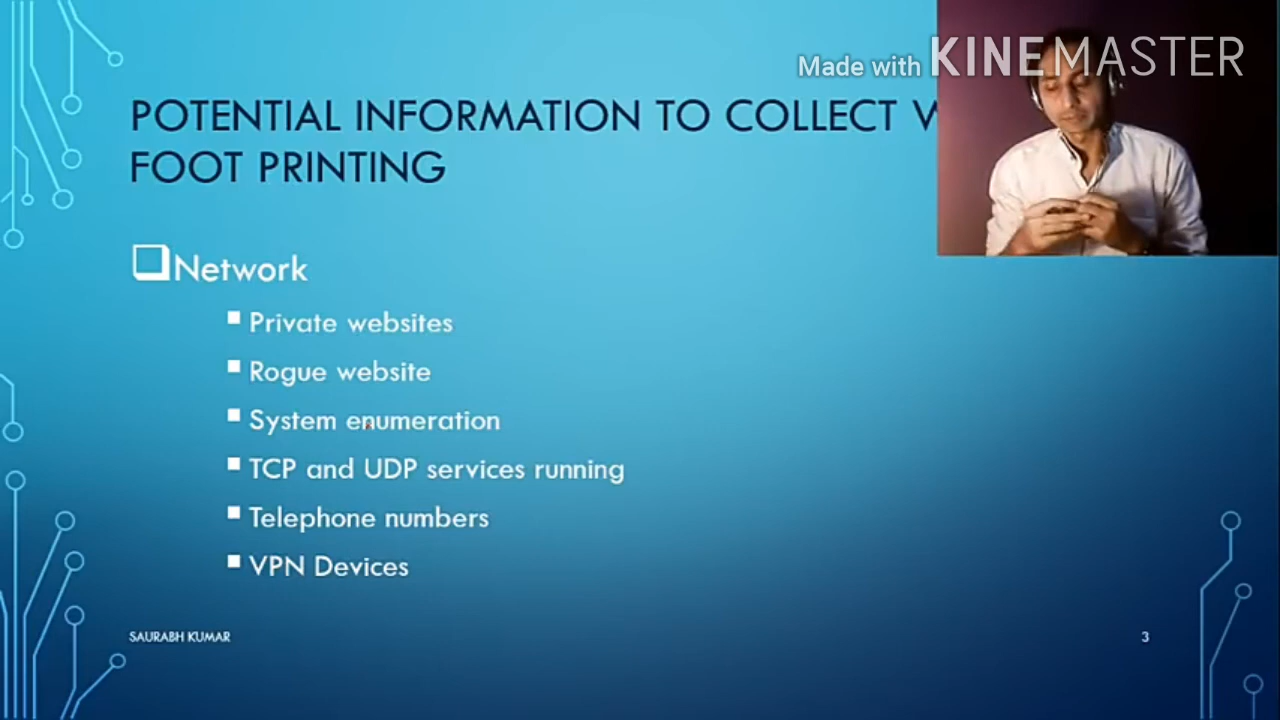 Made with KINEMASTER
POTENTIAL INFORMATION TO COLLECT
FOOT PRINTING
Network
Private websites
Rogue website
System enumeration
TCP and UDP services running
Telephone numbers
VPN Devices
SAURABH KUMAR
3